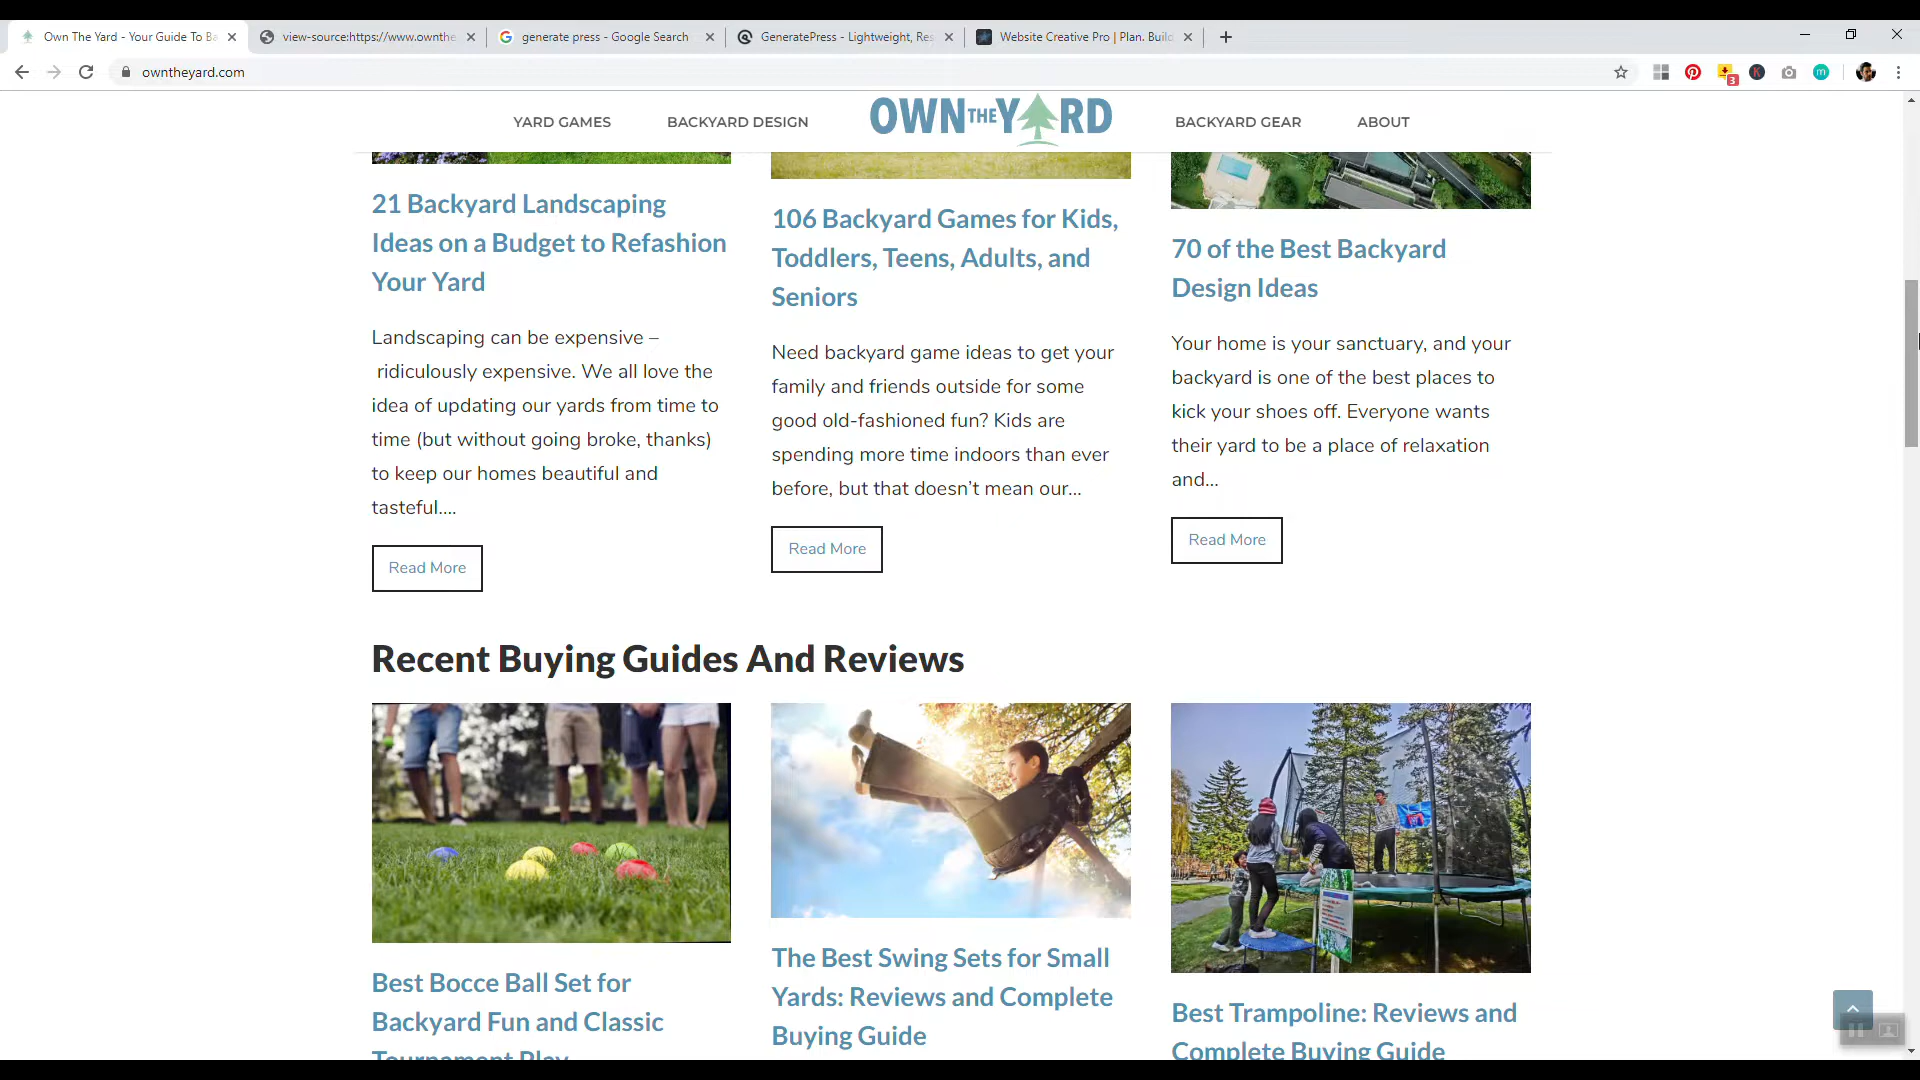 Own The Yard - Your Guide To Ba
view-source:https://www.ownthe
generate press - Google Search
GeneratePress - Lightweight, Res
Website Creative Pro | Plan. Build
owntheyard.com
3
K
m
YARD GAMES
BACKYARD DESIGN
OWN THE YARD
BACKYARD GEAR
ABOUT
21 Backyard Landscaping
Ideas on a Budget to Refashion
Your Yard
Landscaping can be expensive –
ridiculously expensive. We all love the
idea of updating our yards from time to
time (but without going broke, thanks)
to keep our homes beautiful and
tasteful....
Read More
106 Backyard Games for Kids,
Toddlers, Teens, Adults, and
Seniors
Need backyard game ideas to get your
family and friends outside for some
good old-fashioned fun? Kids are
spending more time indoors than ever
before, but that doesn’t mean our...
Read More
70 of the Best Backyard
Design Ideas
Your home is your sanctuary, and your
backyard is one of the best places to
kick your shoes off. Everyone wants
their yard to be a place of relaxation
and...
Read More
Recent Buying Guides And Reviews
Best Bocce Ball Set for
Backyard Fun and Classic
Tournament Play
The Best Swing Sets for Small
Yards: Reviews and Complete
Buying Guide
Best Trampoline: Reviews and
Complete Buying Guide